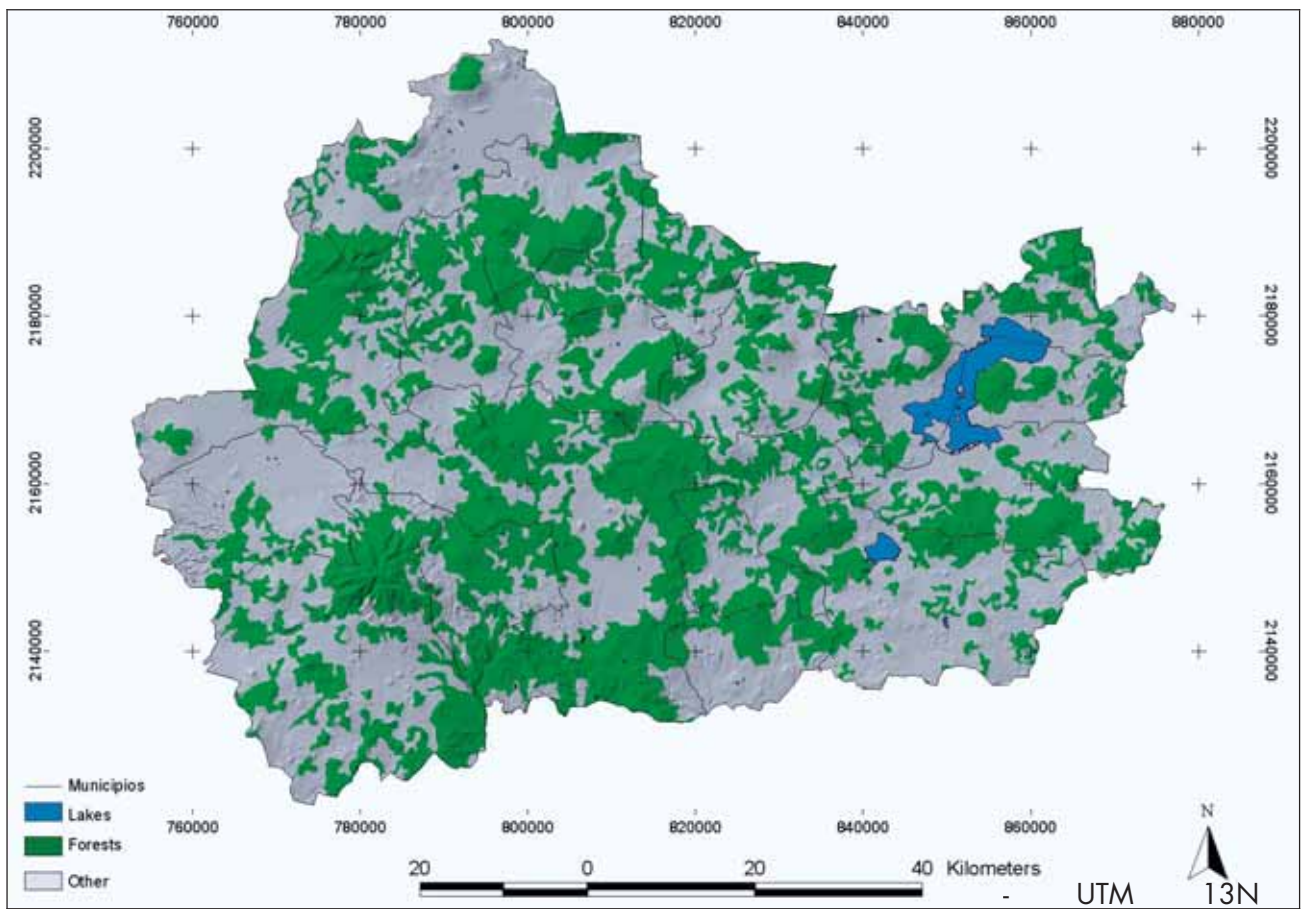 760000 780000 800000 820000 840000 860000 880000
2200000 2200000
2180000 2180000
2160000 2160000
2140000 2140000
Municipios
Lakes
Forests
Other
760000 780000 800000 820000 840000 860000
N
20 0 20 40 Kilometers
- UTM 13N